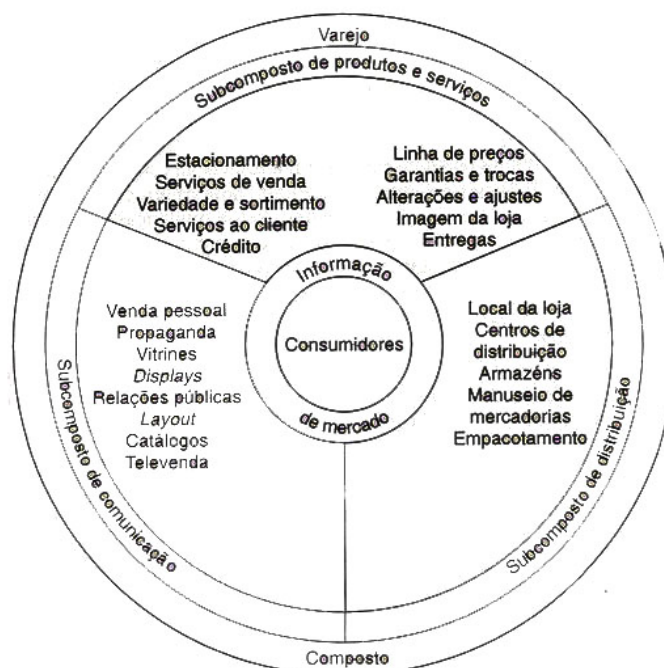 Varejo
Subcomposto de produtos e serviços
Estacionamento
Serviços de venda
Variedade e sortimento
Serviços ao cliente
Crédito
Linha de preços
Garantias e trocas
Alterações e ajustes
Imagem da loja
Entregas
Informação
Consumidores
de mercado
Venda pessoal
Propaganda
Vitrines
Displays
Relações públicas
Layout
Catálogos
Televenda
Local da loja
Centros de
distribuição
Armazéns
Manuseio de
mercadorias
Empacotamento
Subcomposto de comunicação
Subcomposto de distribuição
Composto